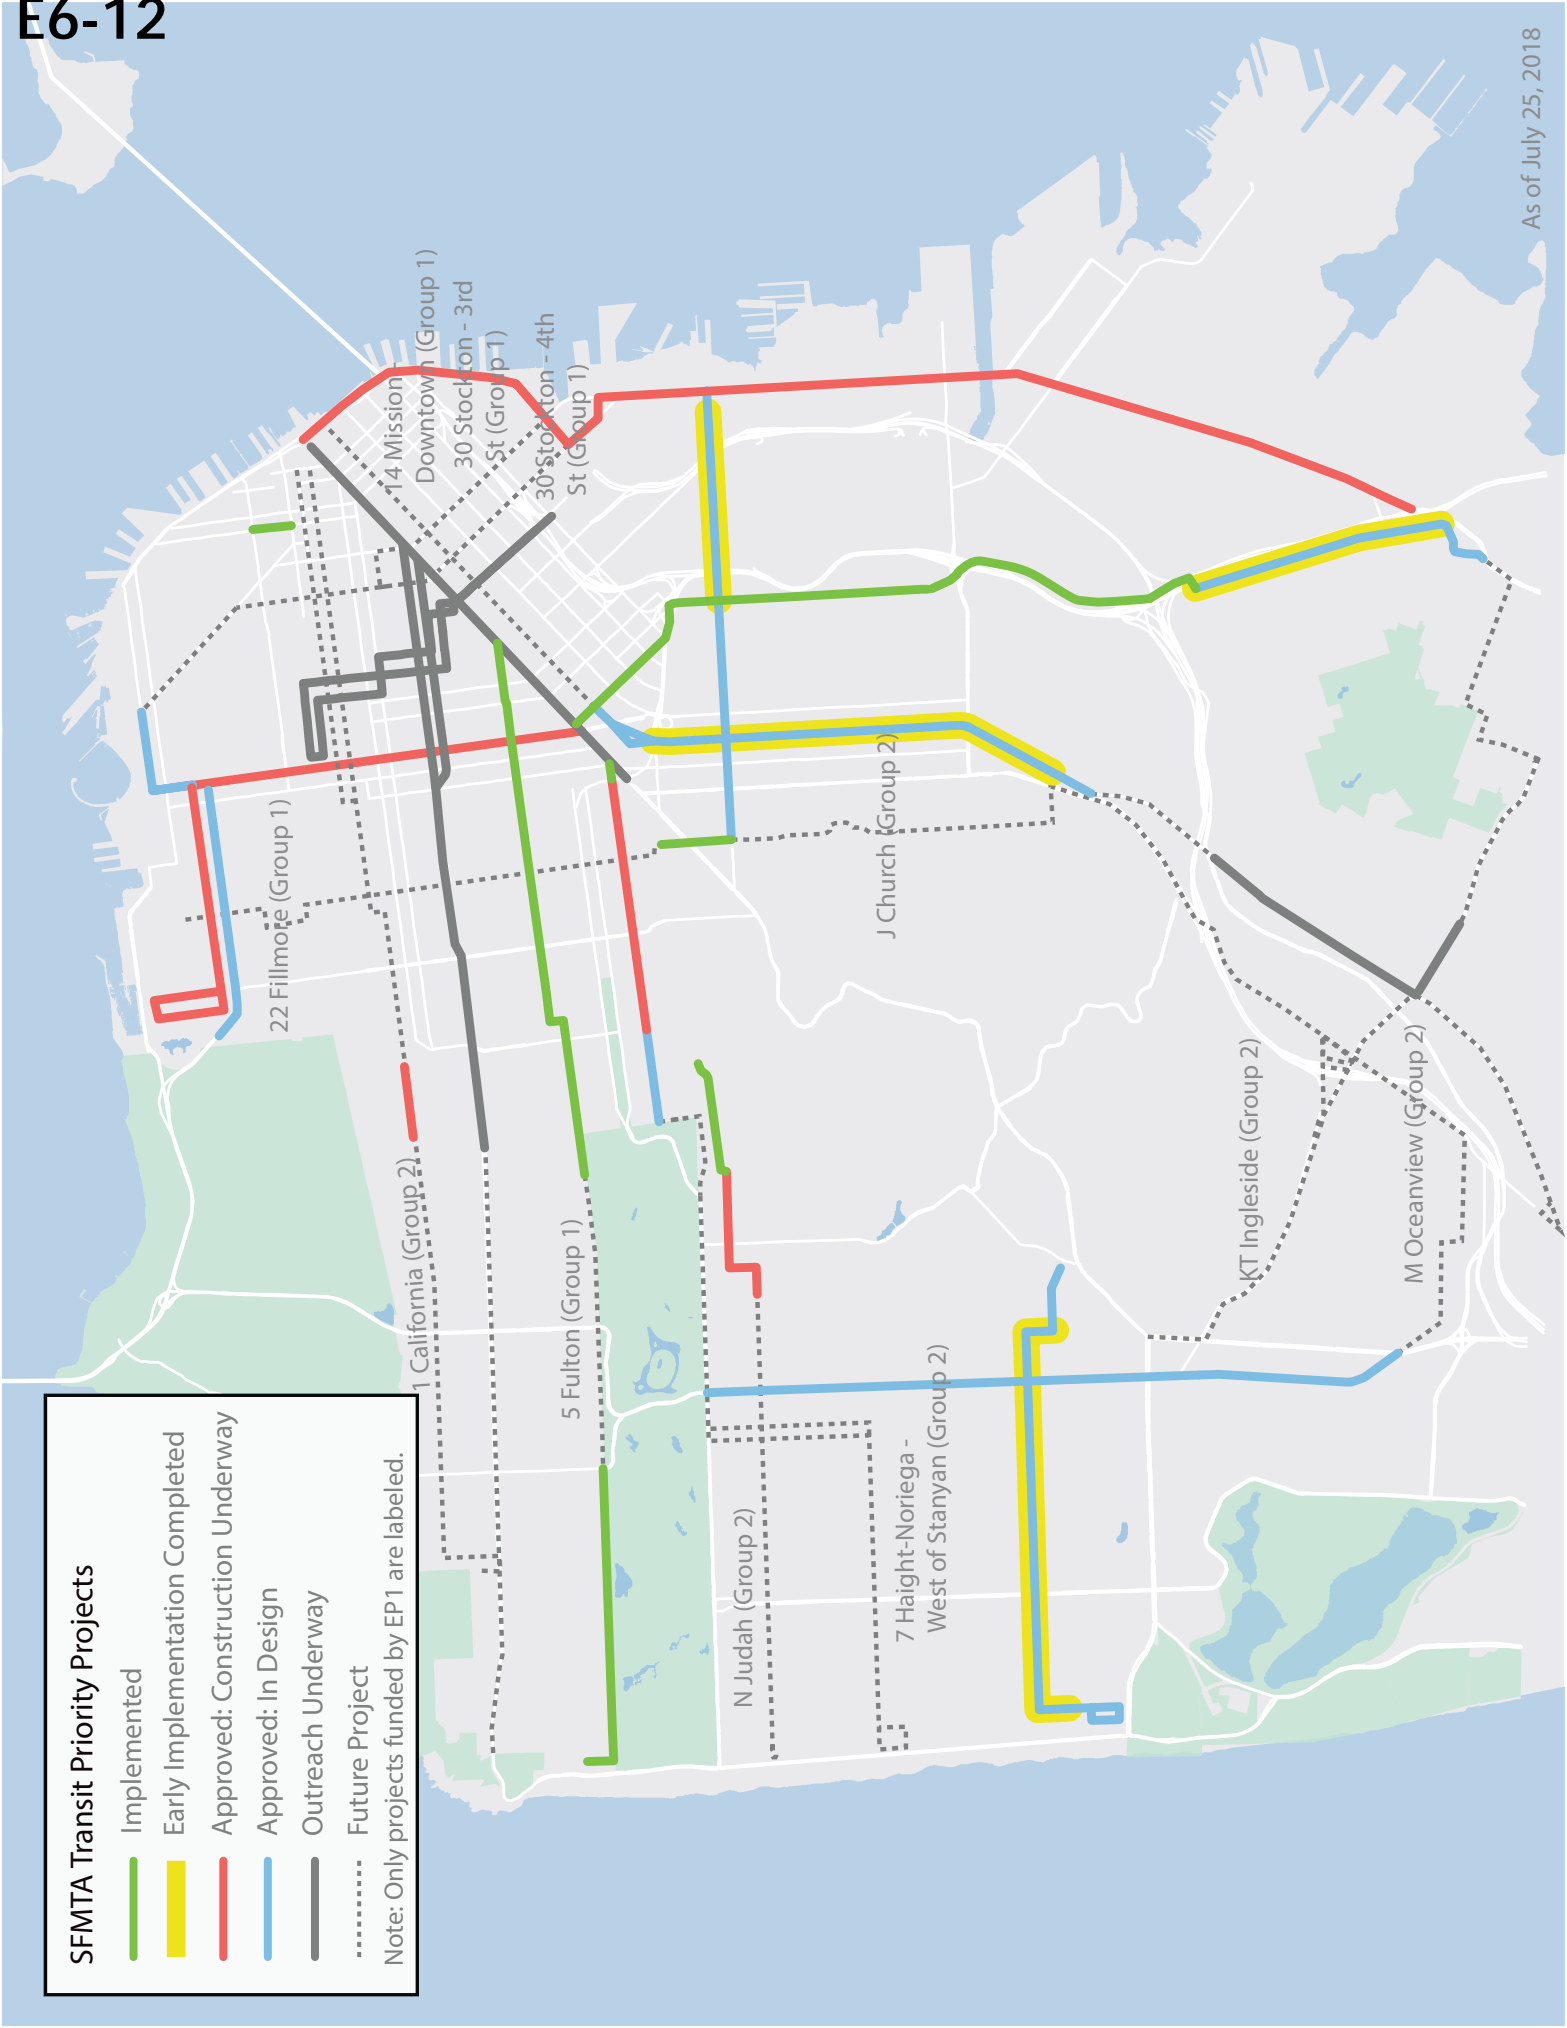 E6-12
SFMTA Transit Priority Projects
Implemented
Early Implementation Completed
Approved: Construction Underway
Approved: In Design
Outreach Underway
Future Project
Note: Only projects funded by EP1 are labeled.
22 Fillmore (Group 1)
14 Mission -
Downtown (Group 1)
30 Stockton - 3rd
St (Group 1)
30 Stockton - 4th
St (Group 1)
1 California (Group 2)
5 Fulton (Group 1)
N Judah (Group 2)
J Church (Group 2)
7 Haight-Noriega -
West of Stanyan (Group 2)
KT Ingleside (Group 2)
M Oceanview (Group 2)
As of July 25, 2018